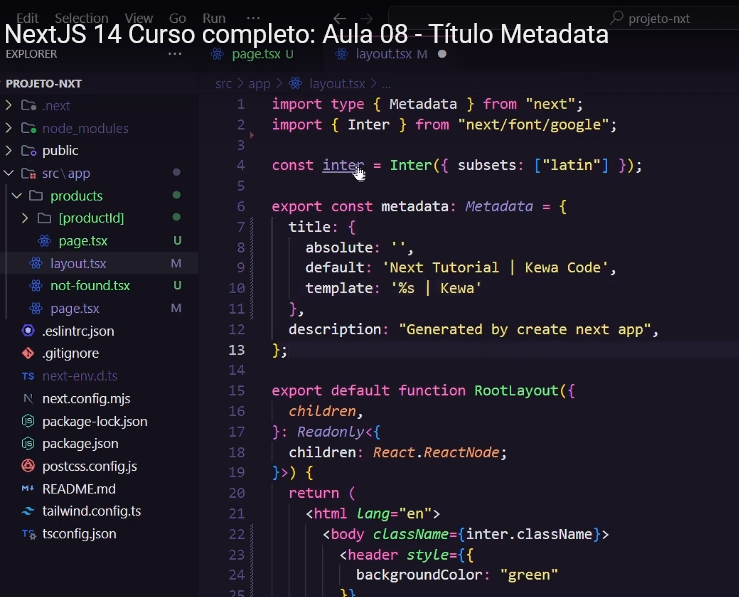 Edit Selection View Go Run ... projeto-nxt
NextJS 14 Curso completo: Aula 08 - Título Metadata
EXPLORER ... page.tsx U layout.tsx M
PROJETO-NXT src > app > layout.tsx > ...
.next
node_modules
public
src\app
products
[productId]
page.tsx U
layout.tsx M
not-found.tsx U
page.tsx M
.eslintrc.json
.gitignore
TS next-env.d.ts
N next.config.mjs
package-lock.json
package.json
postcss.config.js
README.md
tailwind.config.ts
TS tsconfig.json
1 import type { Metadata } from "next";
2 import { Inter } from "next/font/google";
3
4 const inter = Inter({ subsets: ["latin"] });
5
6 export const metadata: Metadata = {
7 title: {
8 absolute: '',
9 default: 'Next Tutorial | Kewa Code',
10 template: '%s | Kewa'
11 },
12 description: "Generated by create next app",
13 };
14
15 export default function RootLayout({
16 children,
17 }: Readonly<{
18 children: React.ReactNode;
19 }>) {
20 return (
21 <html lang="en">
22 <body className={inter.className}>
23 <header style={{
24 backgroundColor: "green"
25 }}